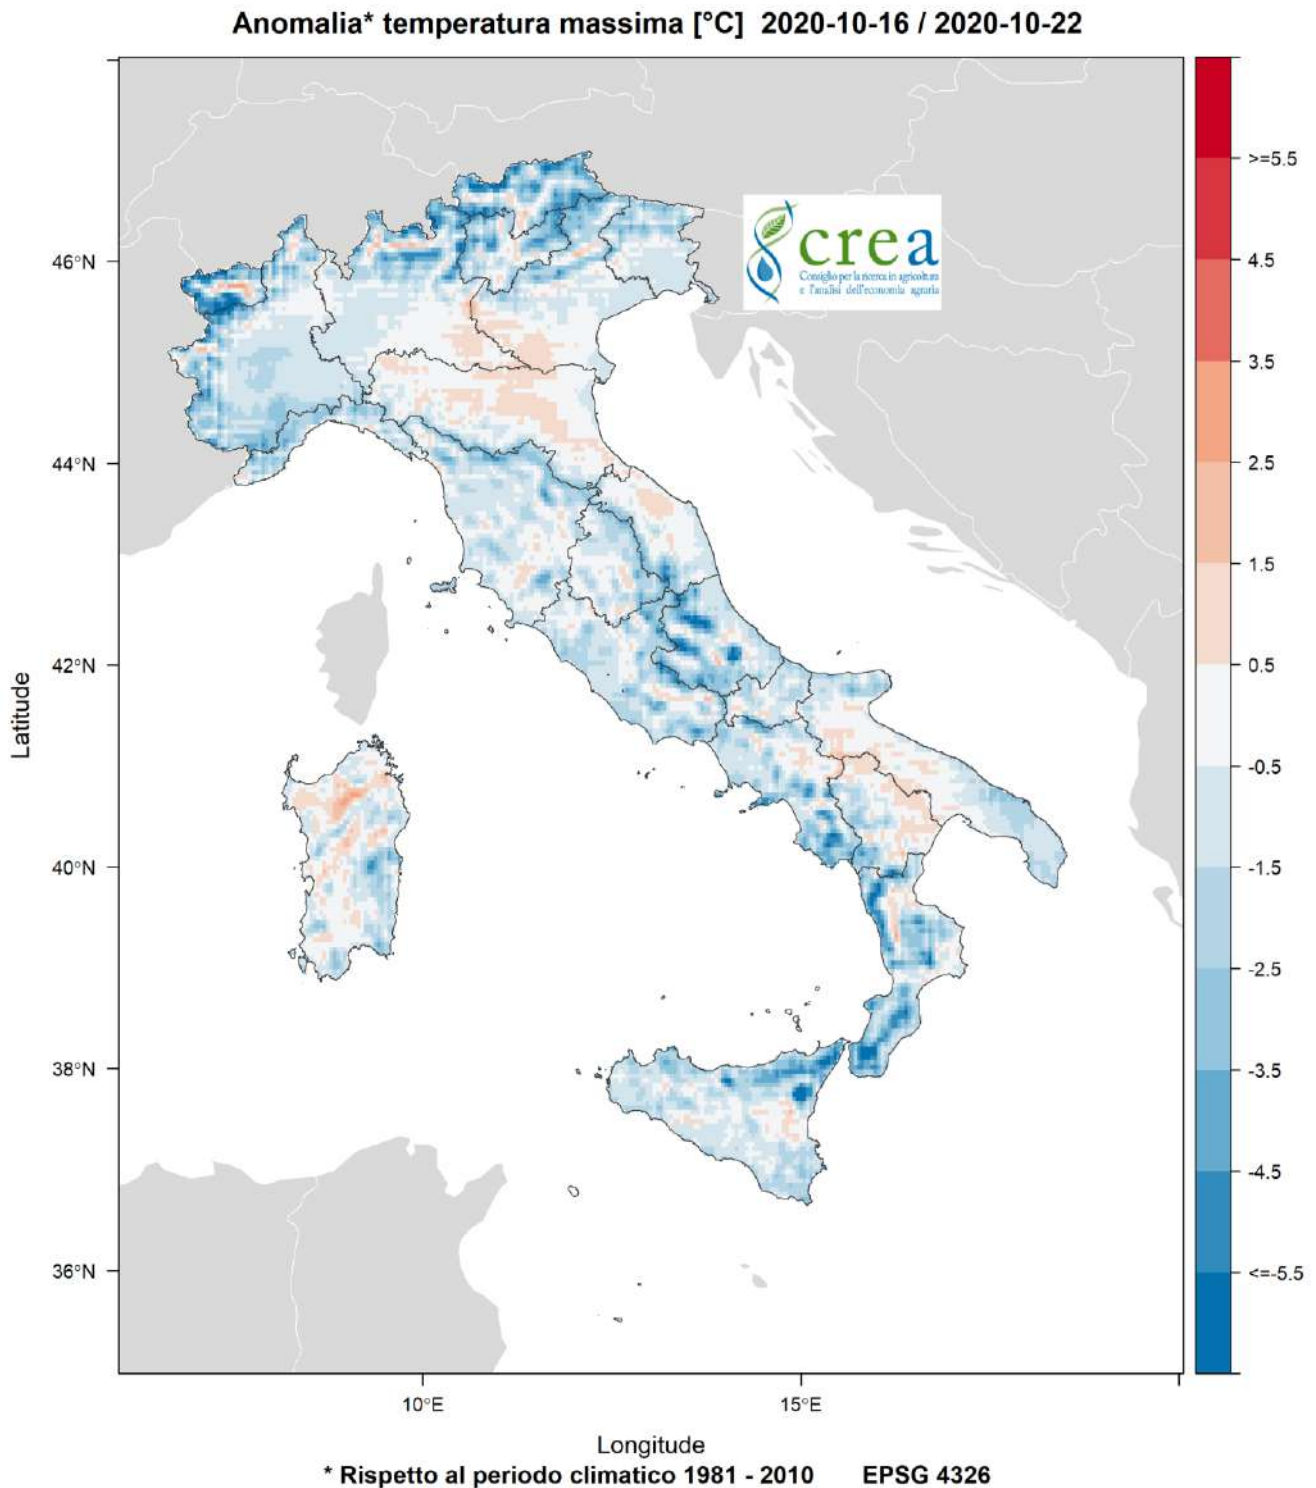 Anomalia* temperatura massima [°C] 2020-10-16 / 2020-10-22
crea
Consiglio per la ricerca in agricoltura
e l'analisi dell'economia agraria
>=5.5
4.5
3.5
2.5
1.5
0.5
-0.5
-1.5
-2.5
-3.5
-4.5
<=-5.5
46°N
44°N
42°N
40°N
38°N
36°N
Latitude
10°E
15°E
Longitude
* Rispetto al periodo climatico 1981 - 2010 EPSG 4326